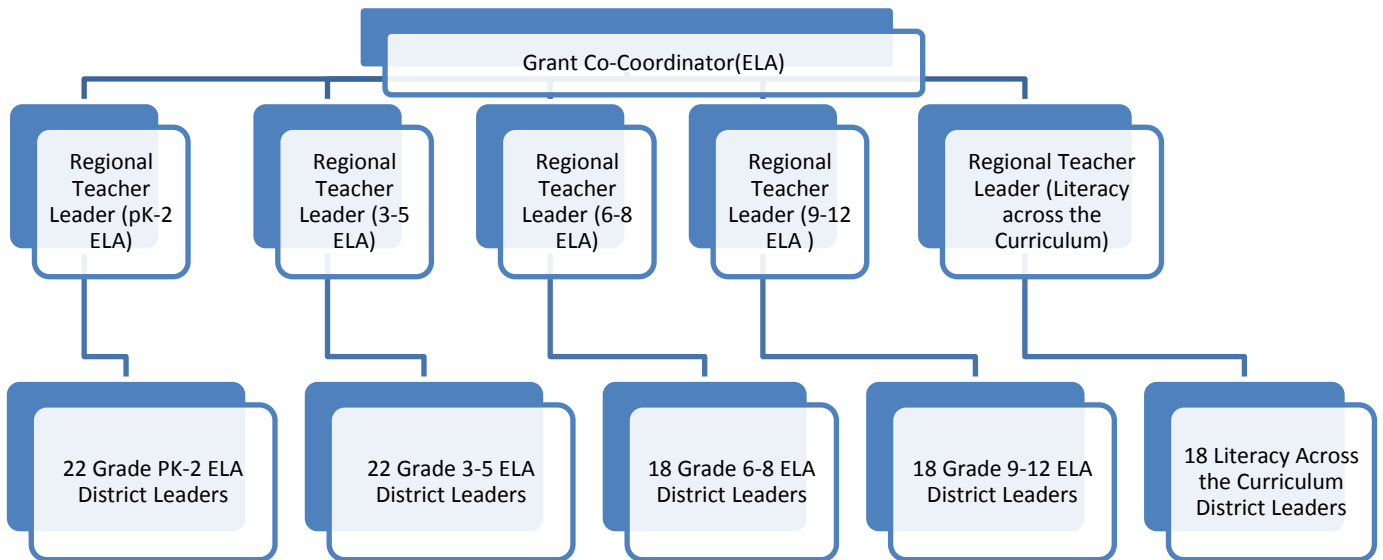 Grant Co-Coordinator(ELA)
Regional
Teacher
Leader (pK-2
ELA)
Regional
Teacher
Leader (3-5
ELA)
Regional
Teacher
Leader (6-8
ELA)
Regional
Teacher
Leader (9-12
ELA )
Regional Teacher
Leader (Literacy
across the
Curriculum)
22 Grade PK-2 ELA
District Leaders
22 Grade 3-5 ELA
District Leaders
18 Grade 6-8 ELA
District Leaders
18 Grade 9-12 ELA
District Leaders
18 Literacy Across
the Curriculum
District Leaders